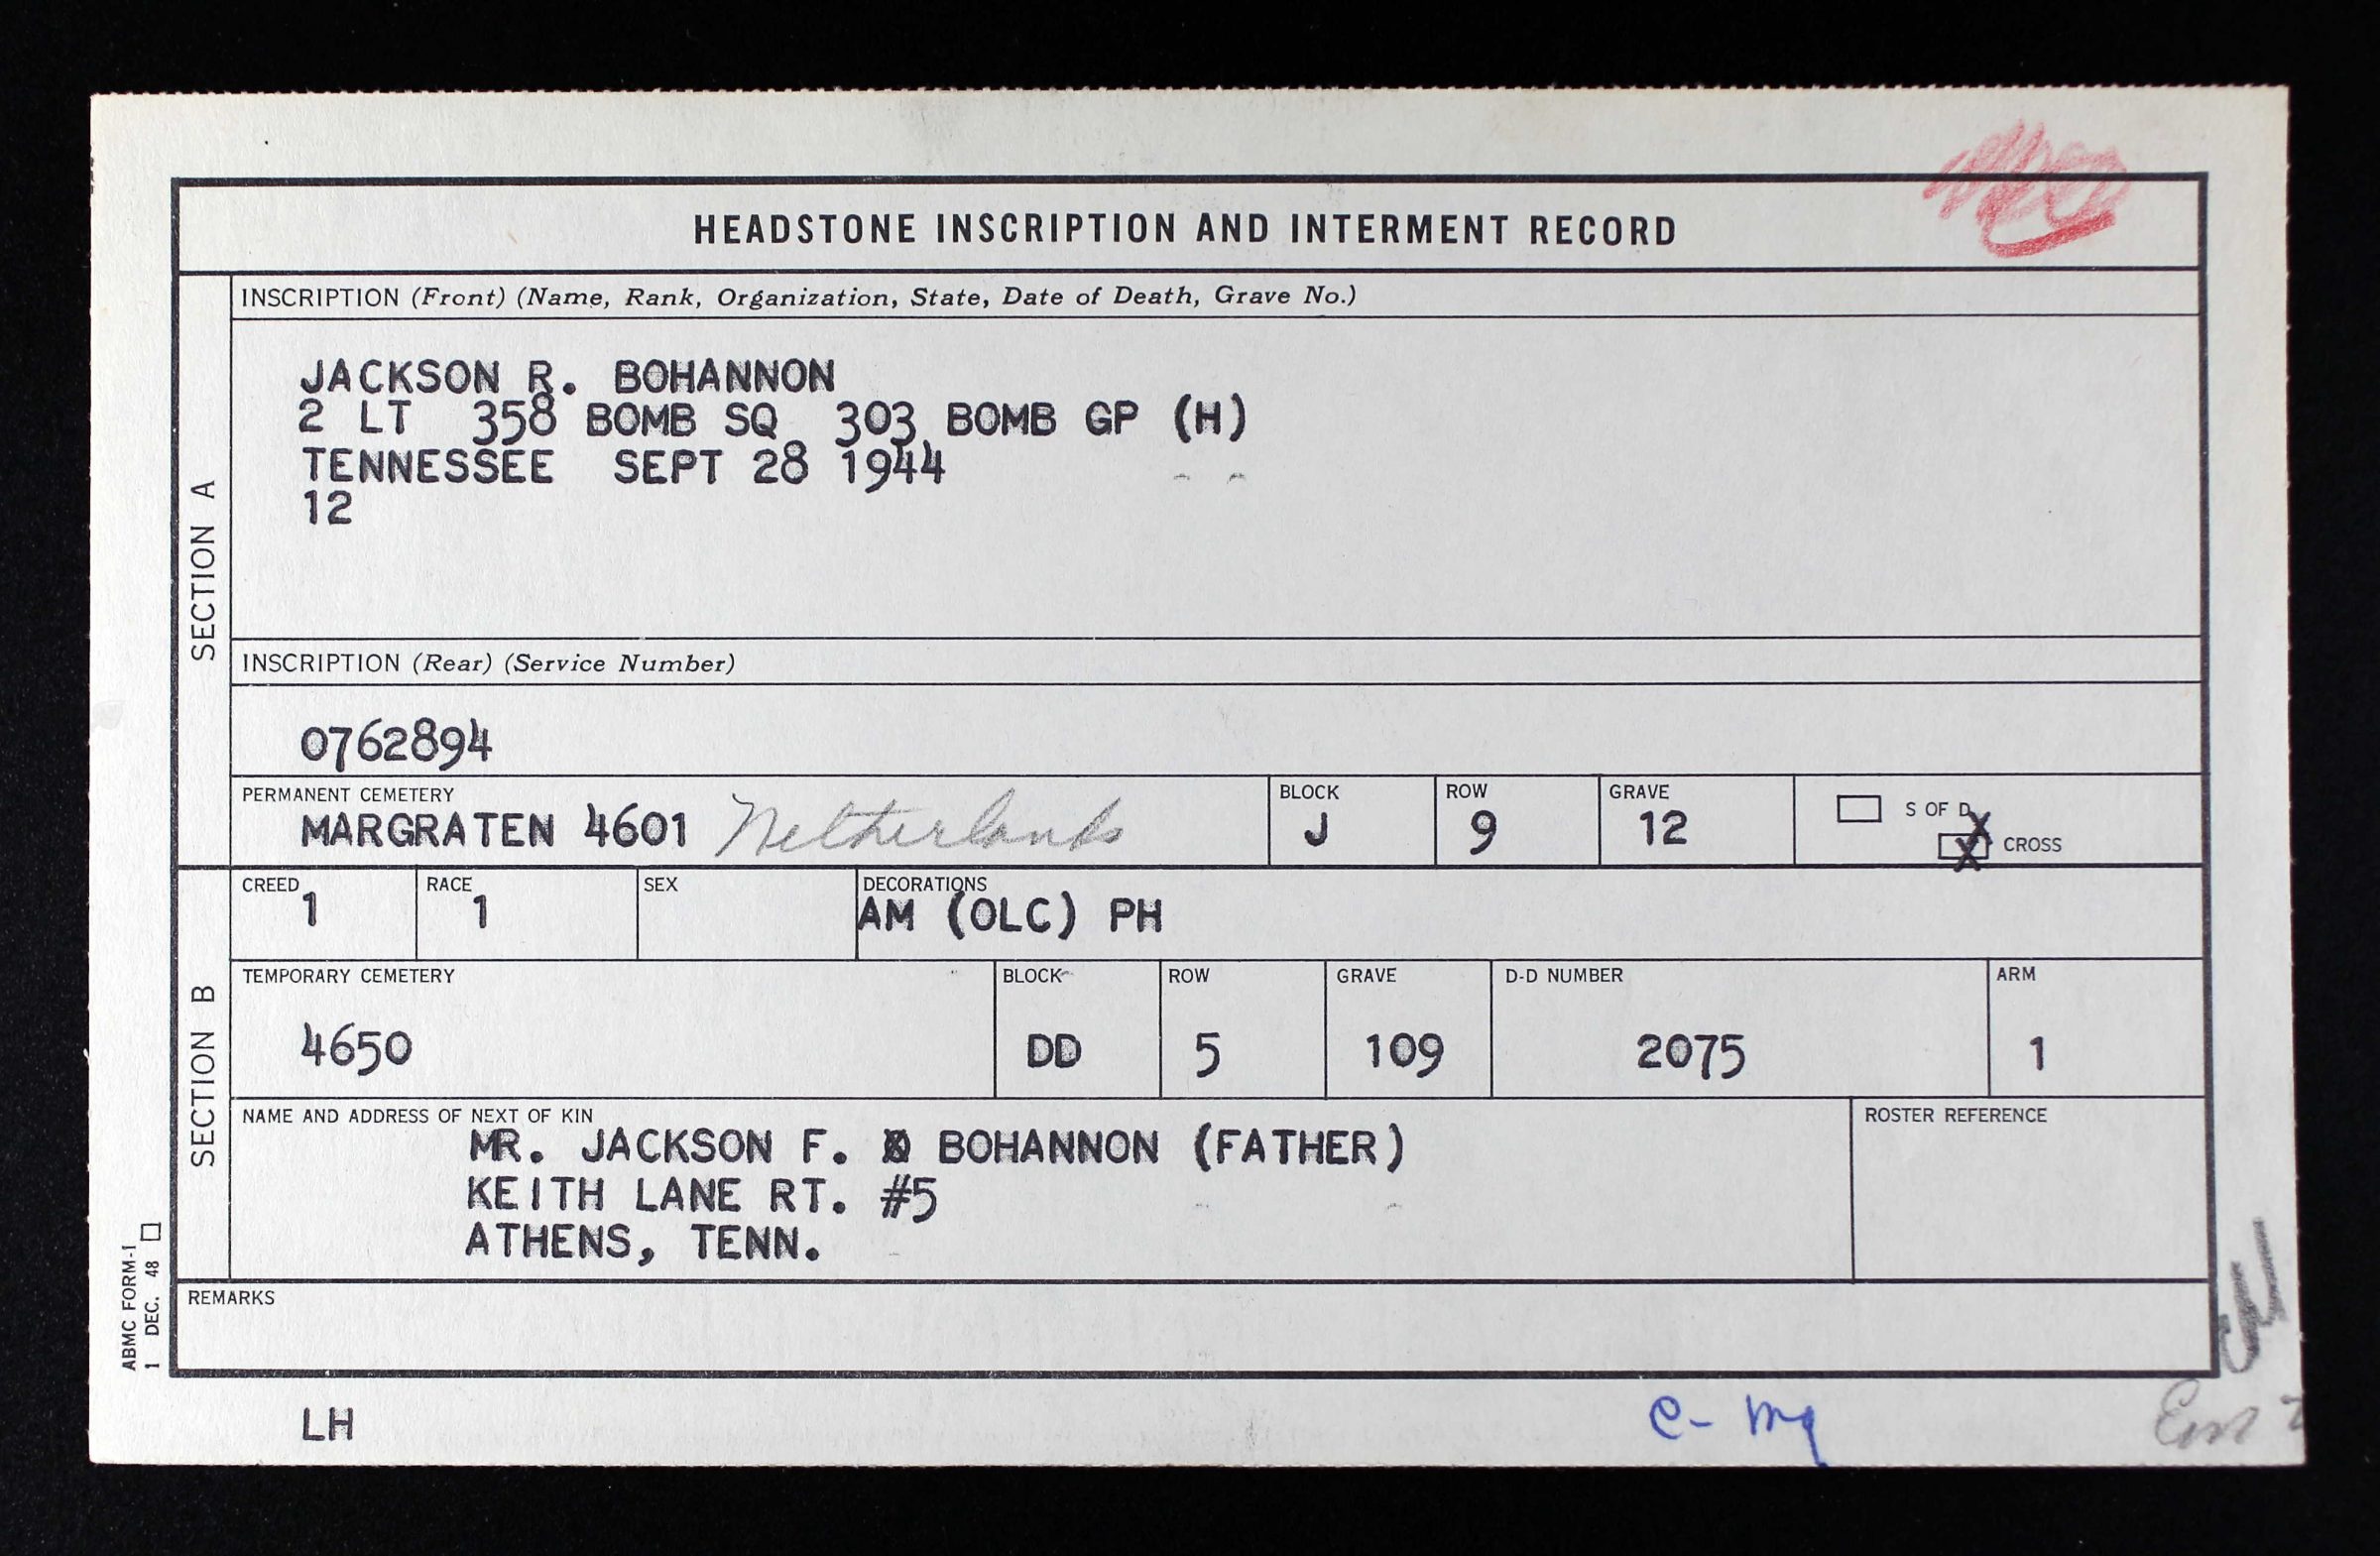 HEADSTONE INSCRIPTION AND INTERMENT RECORD
SECTION A
INSCRIPTION (Front) (Name, Rank, Organization, State, Date of Death, Grave No.)
JACKSON R. BOHANNON
2 LT 358 BOMB SQ 303 BOMB GP (H)
TENNESSEE SEPT 28 1944
12
INSCRIPTION (Rear) (Service Number)
0762894
PERMANENT CEMETERY
MARGRATEN 4601 Netherlands
BLOCK
J
ROW
9
GRAVE
12
S OF D
X
X CROSS
SECTION B
CREED
1
RACE
1
SEX
DECORATIONS
AM (OLC) PH
TEMPORARY CEMETERY
4650
BLOCK
DD
ROW
5
GRAVE
109
D-D NUMBER
2075
ARM
1
NAME AND ADDRESS OF NEXT OF KIN
MR. JACKSON F. BOHANNON (FATHER)
KEITH LANE RT. #5
ATHENS, TENN.
ROSTER REFERENCE
REMARKS
ABMC FORM-1
1 DEC. 48
LH
C- mq